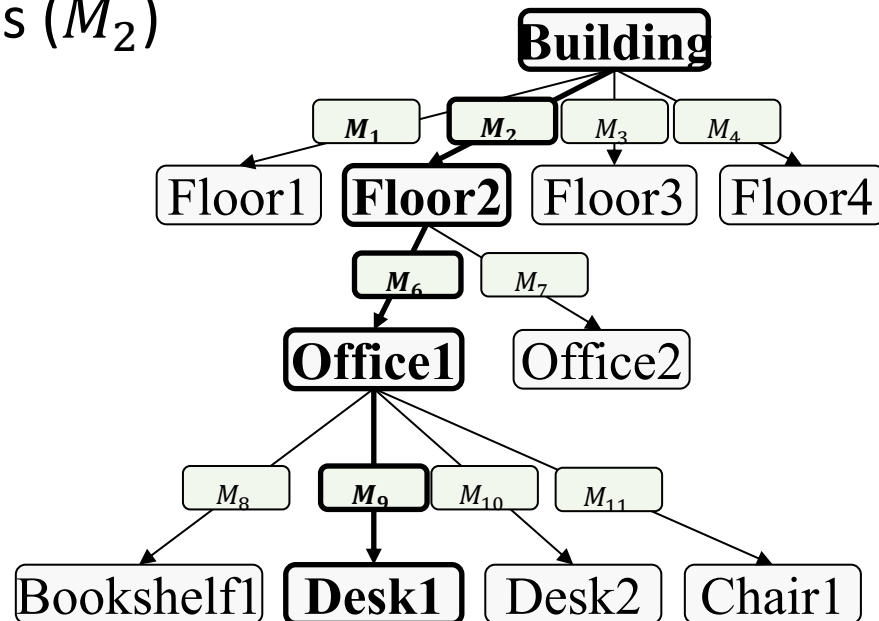 s (M₂)
Building
M₁ M₂ M₃ M₄
Floor1 Floor2 Floor3 Floor4
M₆ M₇
Office1 Office2
M₈ M₉ M₁₀ M₁₁
Bookshelf1 Desk1 Desk2 Chair1